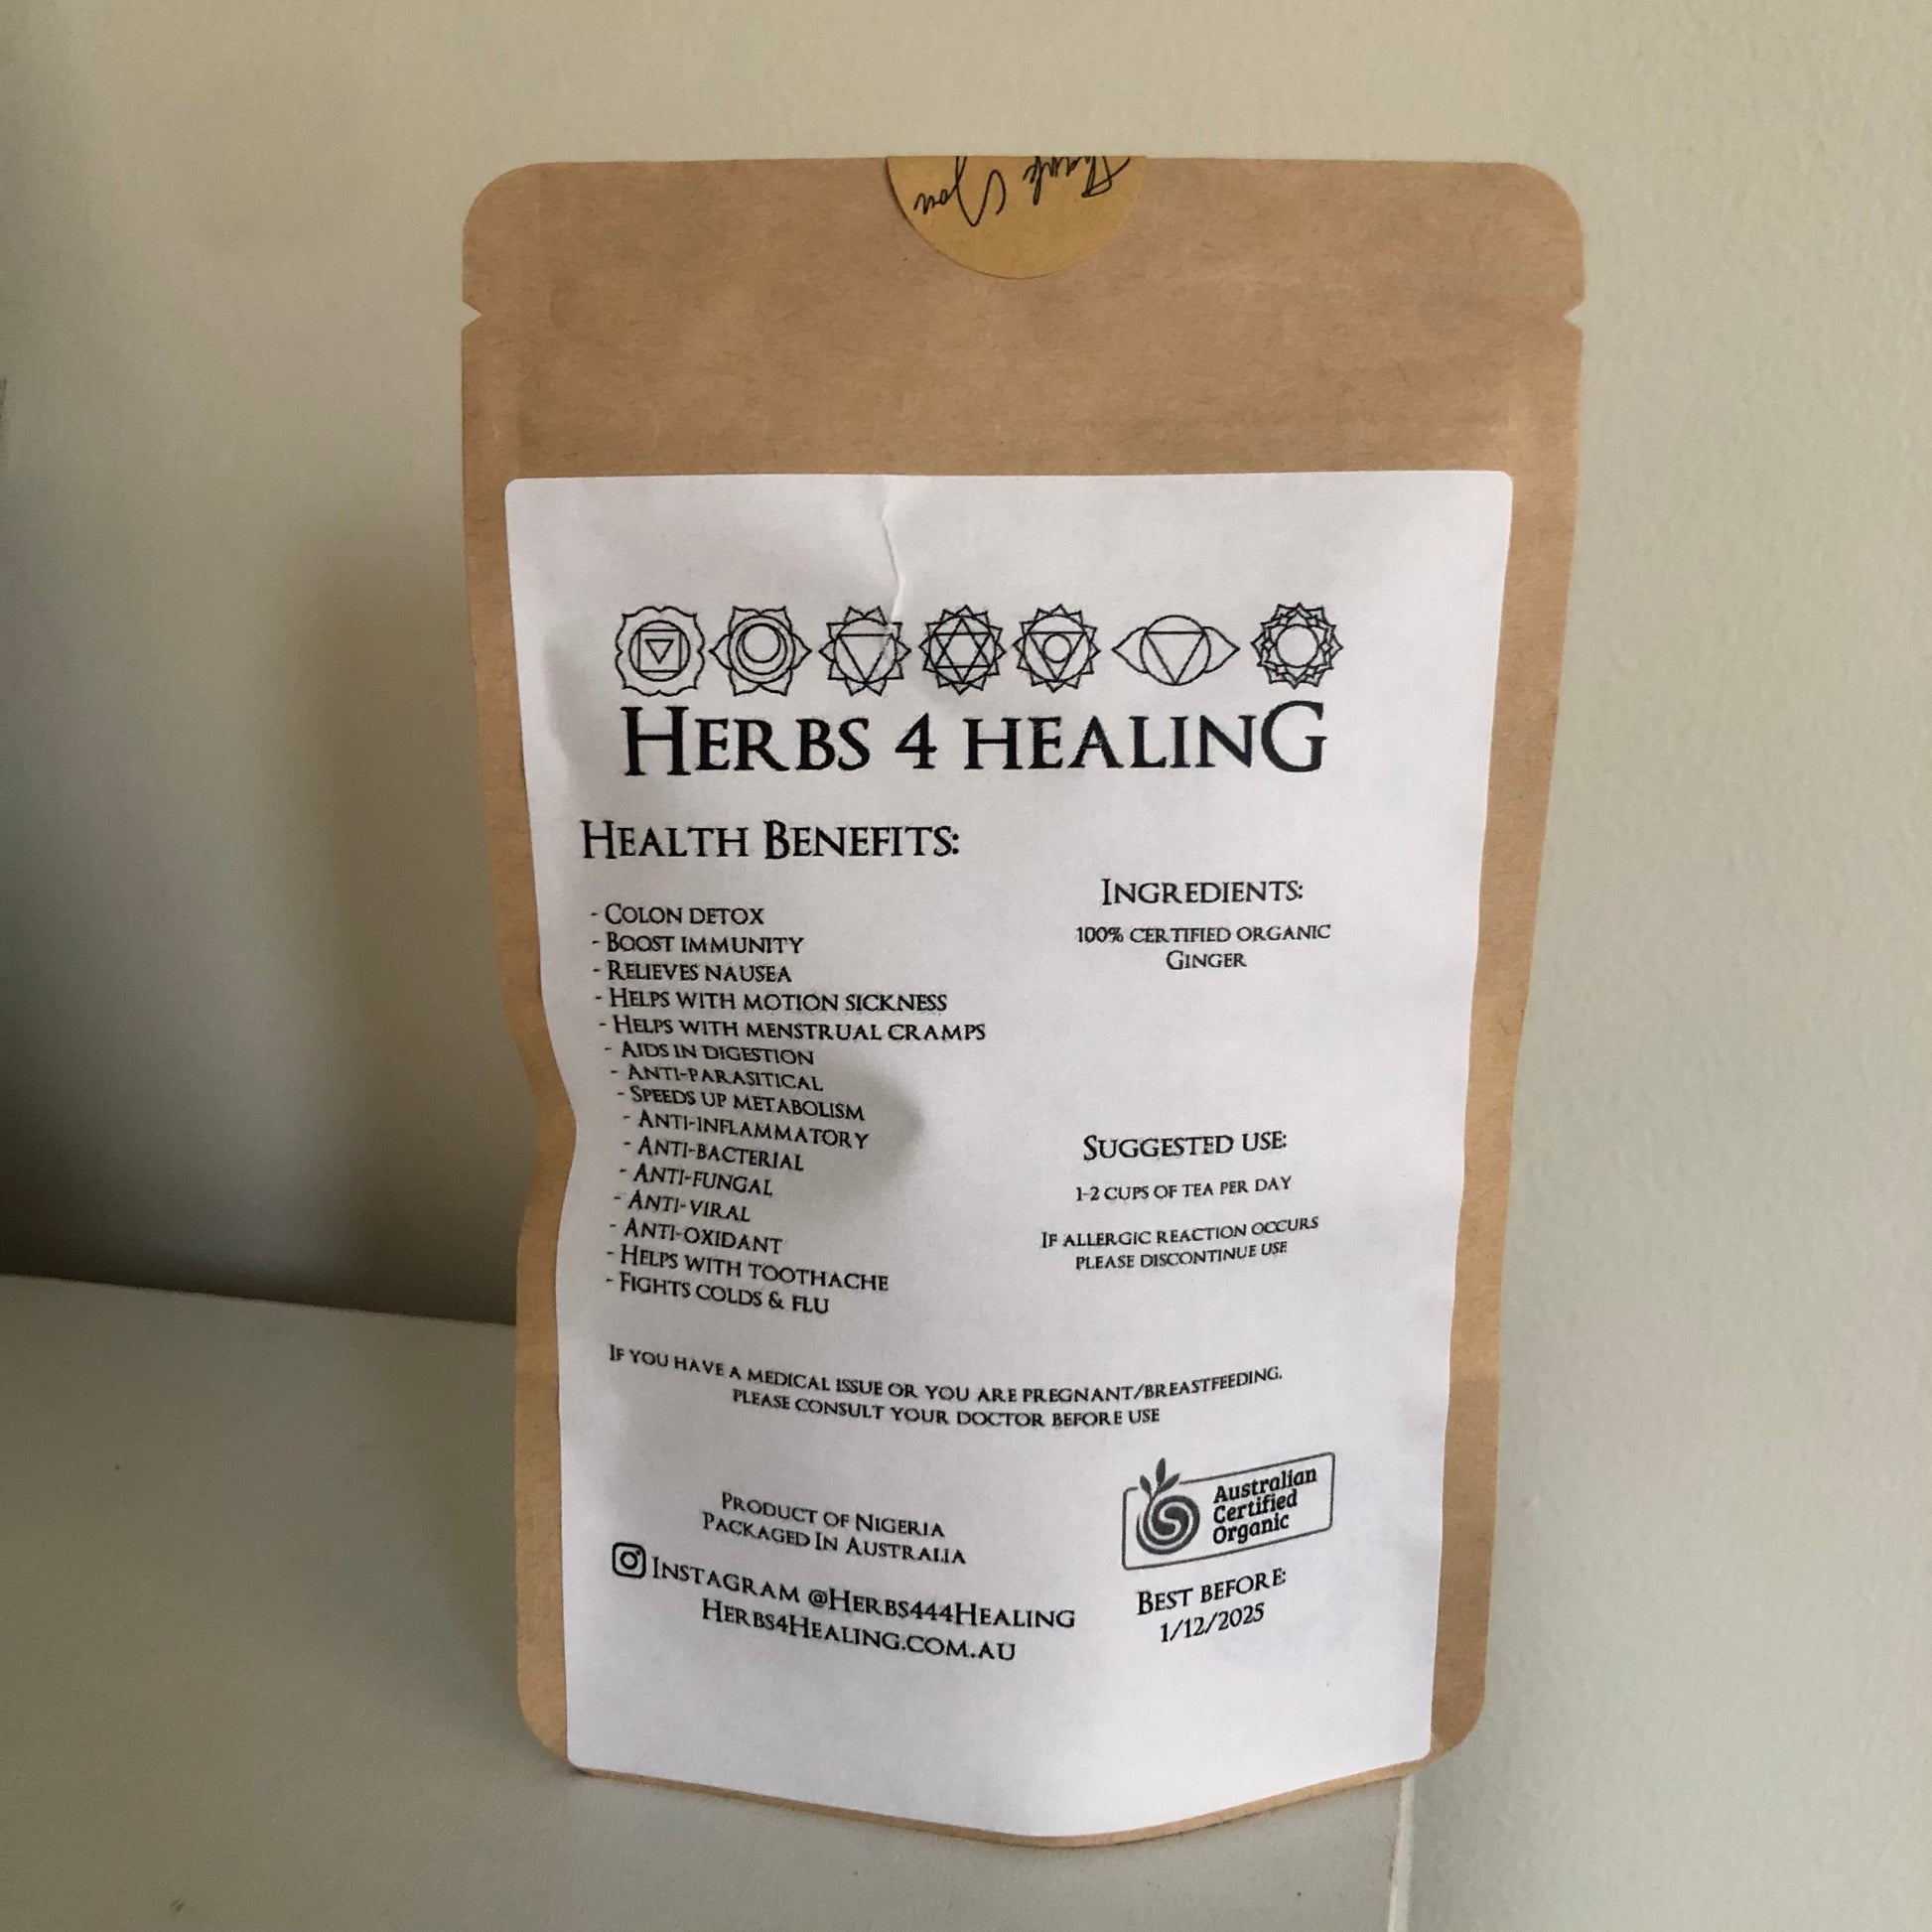 Thank You
Herbs 4 healing
Health Benefits:
- Colon detox
- Boost immunity
- Relieves nausea
- Helps with motion sickness
- Helps with menstrual cramps
- Aids in digestion
- Anti-parasitical
- Speeds up metabolism
- Anti-inflammatory
- Anti-bacterial
- Anti-fungal
- Anti-viral
- Anti-oxidant
- Helps with toothache
- Fights colds & flu
Ingredients:
100% certified organic
Ginger
Suggested use:
1-2 cups of tea per day
If allergic reaction occurs
please discontinue use
If you have a medical issue or you are pregnant/breastfeeding,
please consult your doctor before use
Product of Nigeria
Packaged In Australia
Instagram @Herbs444Healing
Herbs4Healing.com.au
Australian
Certified
Organic
Best before:
1/12/2025